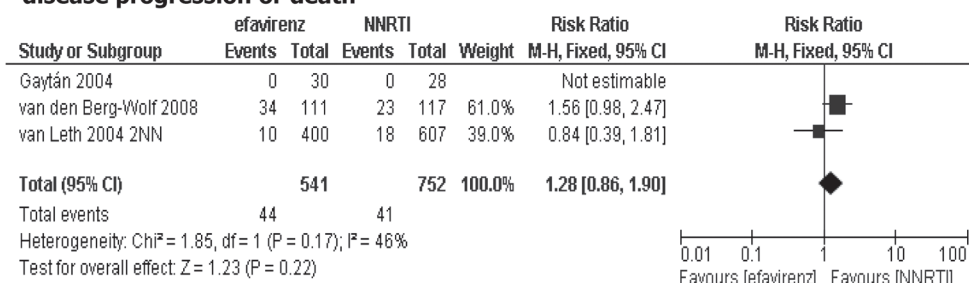 disease progression or death
efavirenz NNRTI Risk Ratio Risk Ratio
Study or Subgroup Events Total Events Total Weight M-H, Fixed, 95% CI M-H, Fixed, 95% CI
Gaytán 2004 0 30 0 28 Not estimable
van den Berg-Wolf 2008 34 111 23 117 61.0% 1.56 [0.98, 2.47]
van Leth 2004 2NN 10 400 18 607 39.0% 0.84 [0.39, 1.81]
Total (95% CI) 541 752 100.0% 1.28 [0.86, 1.90]
Total events 44 41
Heterogeneity: Chi² = 1.85, df = 1 (P = 0.17); I² = 46%
Test for overall effect: Z = 1.23 (P = 0.22)
0.01 0.1 1 10 100
Favours [efavirenz] Favours [NNRTI]